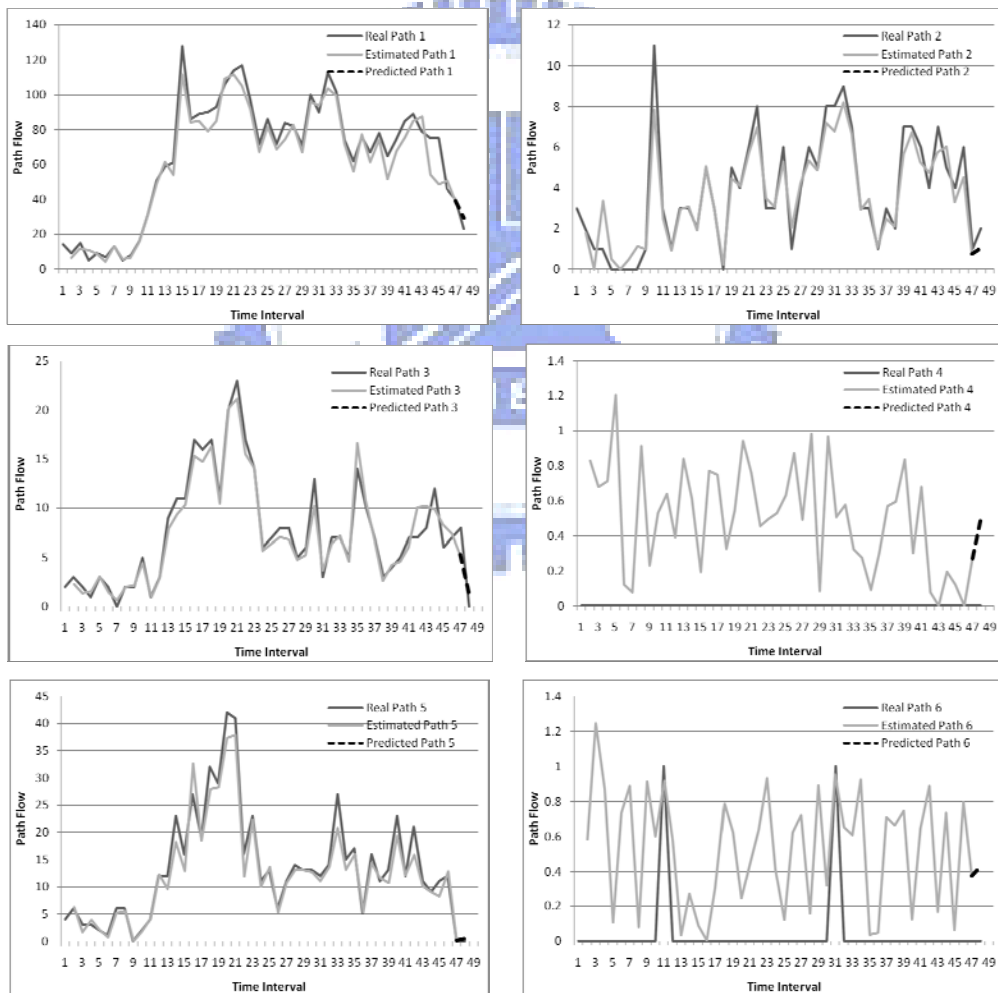 140
120
100
80
60
40
20
0
Path Flow
Real Path 1
Estimated Path 1
Predicted Path 1
1 3 5 7 9 11 13 15 17 19 21 23 25 27 29 31 33 35 37 39 41 43 45 47 49
Time Interval
12
10
8
6
4
2
0
Path Flow
Real Path 2
Estimated Path 2
Predicted Path 2
1 3 5 7 9 11 13 15 17 19 21 23 25 27 29 31 33 35 37 39 41 43 45 47 49
Time Interval
25
20
15
10
5
0
Path Flow
Real Path 3
Estimated Path 3
Predicted Path 3
1 3 5 7 9 11 13 15 17 19 21 23 25 27 29 31 33 35 37 39 41 43 45 47 49
Time Interval
1.4
1.2
1
0.8
0.6
0.4
0.2
0
Path Flow
Real Path 4
Estimated Path 4
Predicted Path 4
1 3 5 7 9 11 13 15 17 19 21 23 25 27 29 31 33 35 37 39 41 43 45 47 49
Time Interval
45
40
35
30
25
20
15
10
5
0
Path Flow
Real Path 5
Estimated Path 5
Predicted Path 5
1 3 5 7 9 11 13 15 17 19 21 23 25 27 29 31 33 35 37 39 41 43 45 47 49
Time Interval
1.4
1.2
1
0.8
0.6
0.4
0.2
0
Path Flow
Real Path 6
Estimated Path 6
Predicted Path 6
1 3 5 7 9 11 13 15 17 19 21 23 25 27 29 31 33 35 37 39 41 43 45 47 49
Time Interval